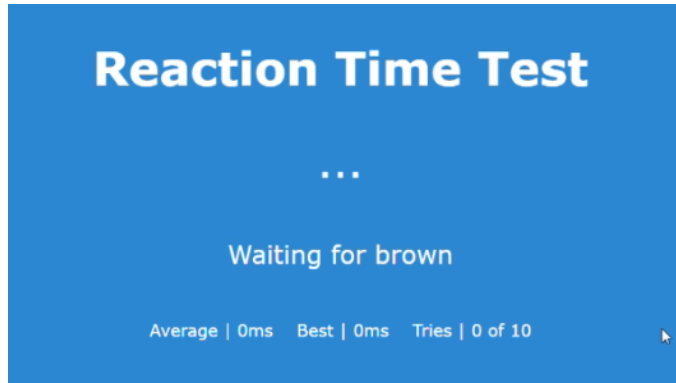 Reaction Time Test
...
Waiting for brown
Average | 0ms Best | 0ms Tries | 0 of 10